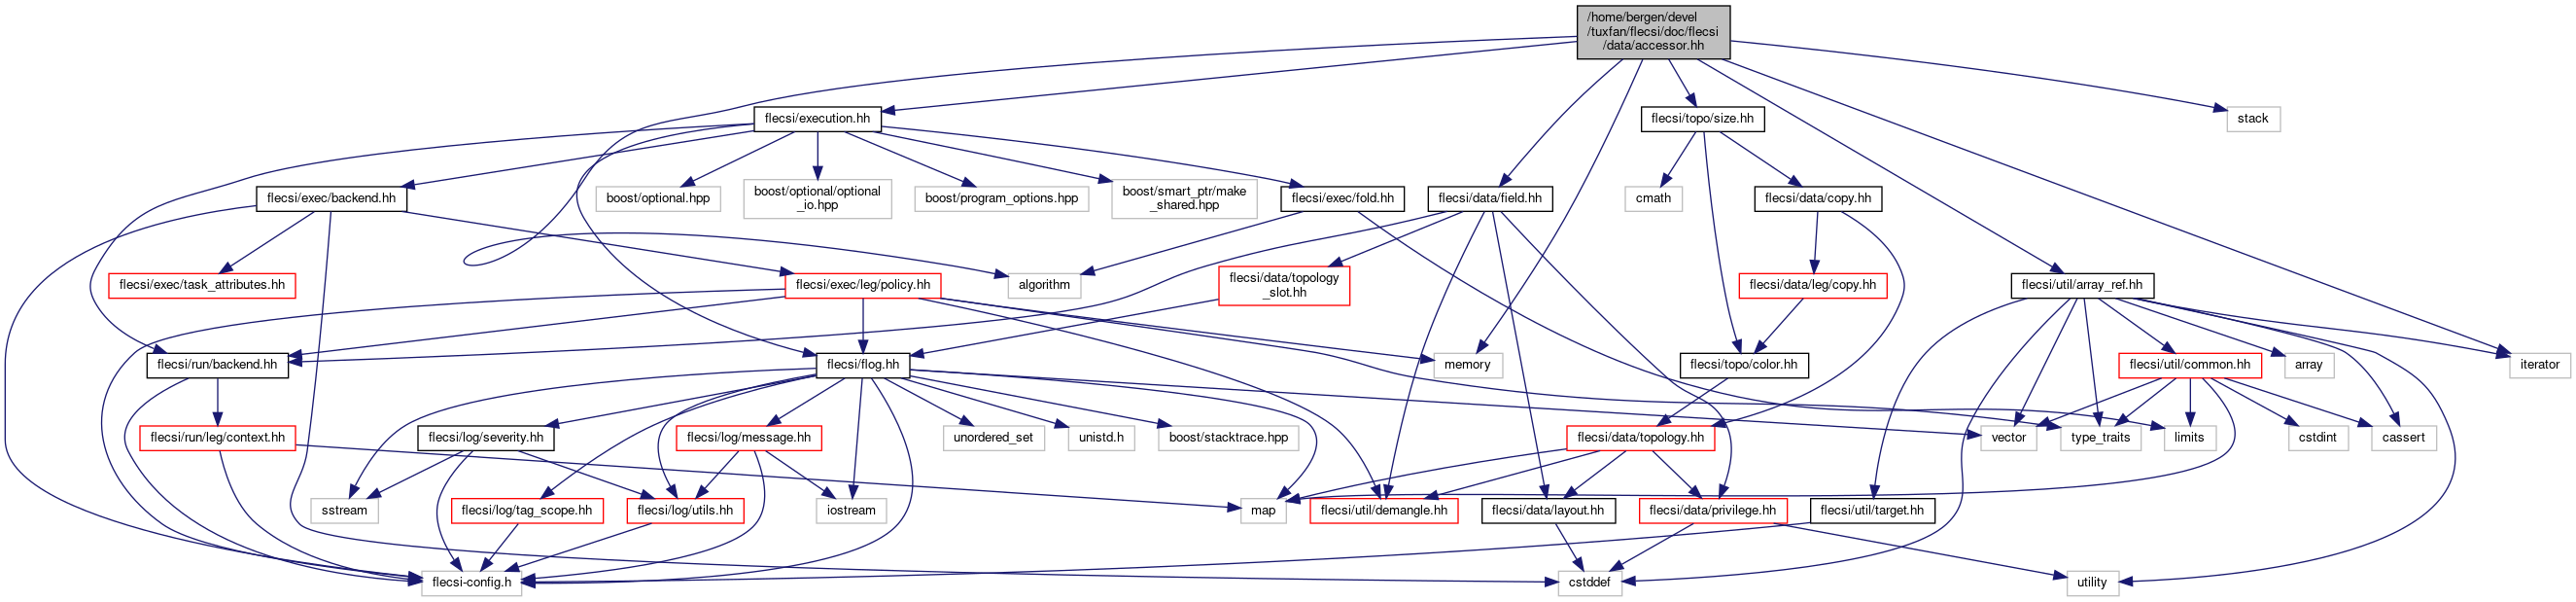 /home/bergen/devel
/tuxfan/flecsi/doc/flecsi
/data/accessor.hh
flecsi/execution.hh
flecsi/topo/size.hh
stack
flecsi/exec/backend.hh
boost/optional.hpp
boost/optional/optional
_io.hpp
boost/program_options.hpp
boost/smart_ptr/make
_shared.hpp
flecsi/exec/fold.hh
flecsi/data/field.hh
cmath
flecsi/data/copy.hh
flecsi/exec/task_attributes.hh
flecsi/exec/leg/policy.hh
algorithm
flecsi/data/topology
_slot.hh
flecsi/data/leg/copy.hh
flecsi/util/array_ref.hh
flecsi/run/backend.hh
flecsi/flog.hh
memory
flecsi/topo/color.hh
flecsi/util/common.hh
array
iterator
flecsi/run/leg/context.hh
flecsi/log/severity.hh
flecsi/log/message.hh
unordered_set
unistd.h
boost/stacktrace.hpp
flecsi/data/topology.hh
vector
type_traits
limits
cstdint
cassert
sstream
flecsi/log/tag_scope.hh
flecsi/log/utils.hh
iostream
map
flecsi/util/demangle.hh
flecsi/data/layout.hh
flecsi/data/privilege.hh
flecsi/util/target.hh
flecsi-config.h
cstddef
utility